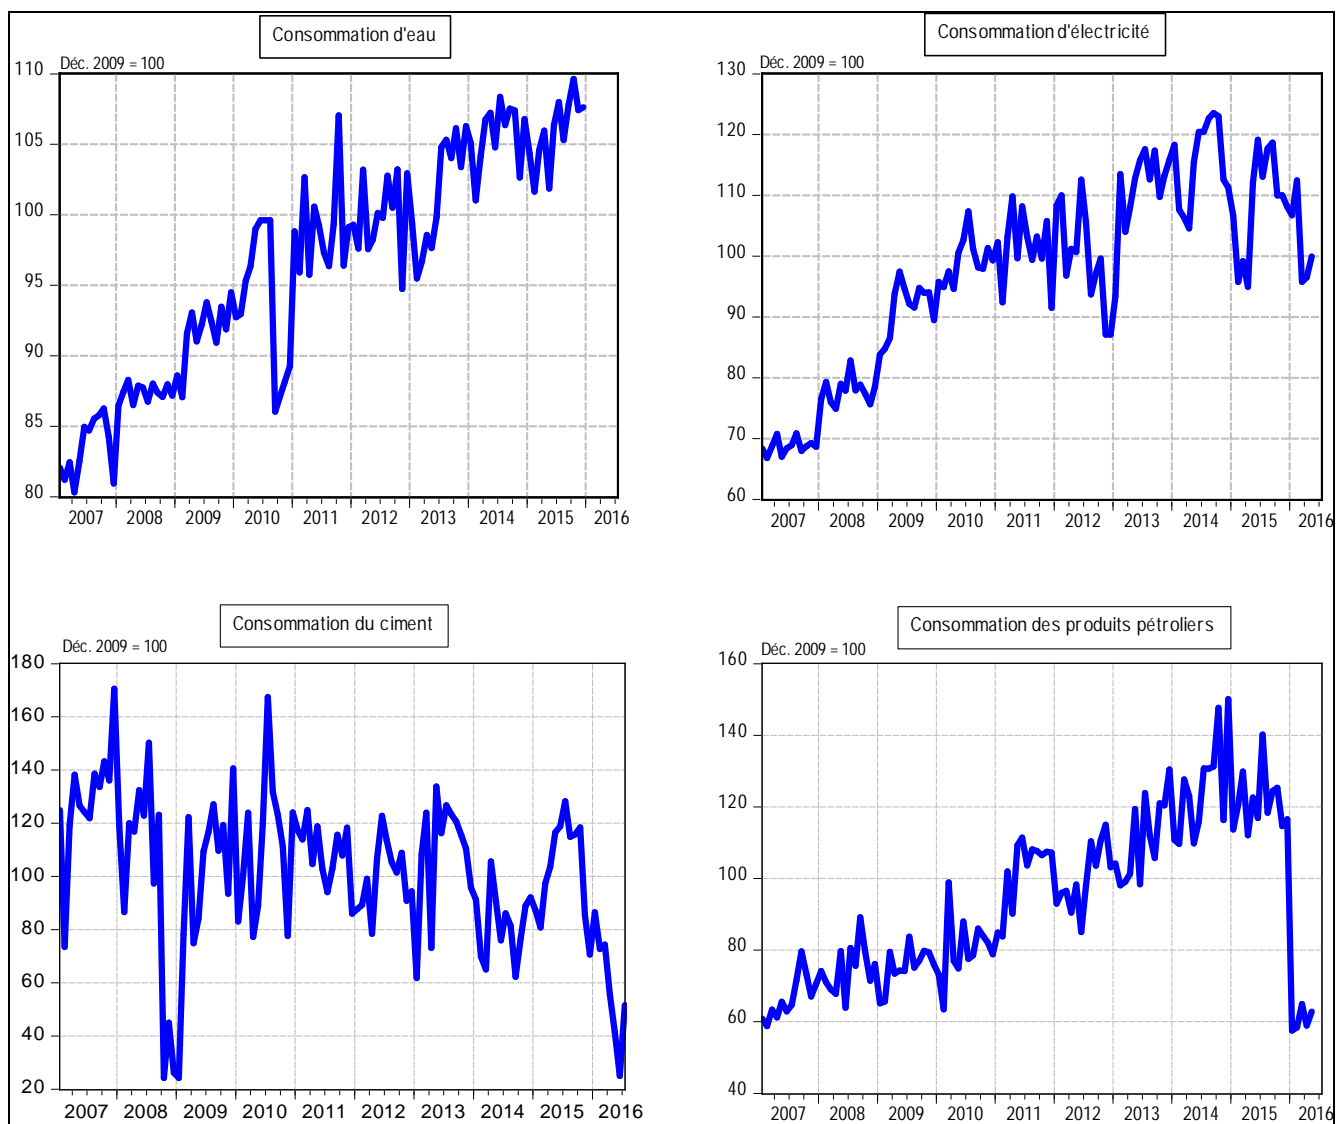 Consommation d'eau
Déc. 2009 = 100
110
105
100
95
90
85
80
2007 2008 2009 2010 2011 2012 2013 2014 2015 2016
Consommation d'électricité
Déc. 2009 = 100
130
120
110
100
90
80
70
60
2007 2008 2009 2010 2011 2012 2013 2014 2015 2016
Consommation du ciment
Déc. 2009 = 100
180
160
140
120
100
80
60
40
20
2007 2008 2009 2010 2011 2012 2013 2014 2015 2016
Consommation des produits pétroliers
Déc. 2009 = 100
160
140
120
100
80
60
40
2007 2008 2009 2010 2011 2012 2013 2014 2015 2016